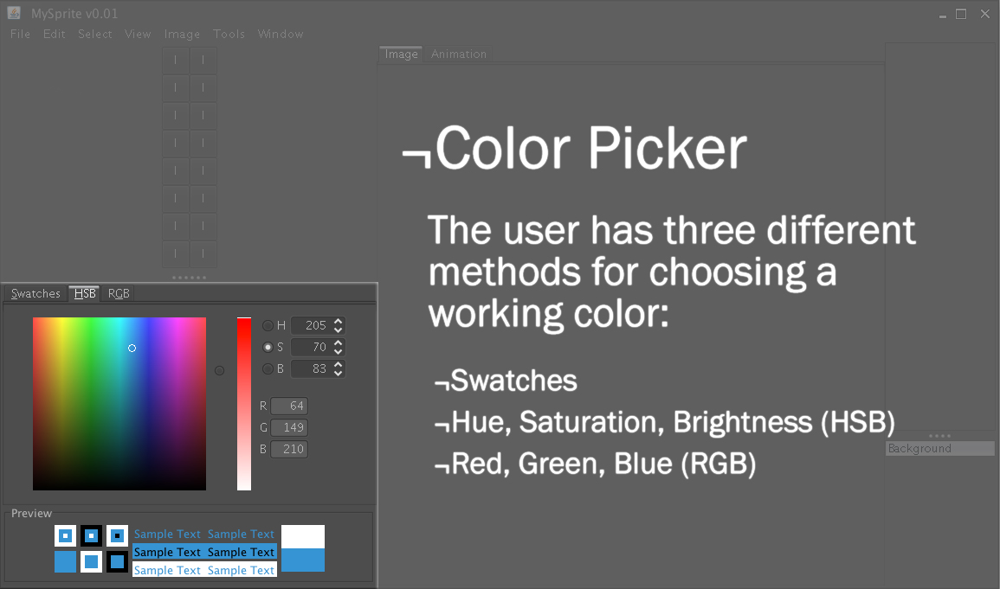 MySprite v0.01
File Edit Select View Image Tools Window
Image Animation
¬Color Picker
The user has three different
methods for choosing a
working color:
¬Swatches
¬Hue, Saturation, Brightness (HSB)
¬Red, Green, Blue (RGB)
Background
Swatches HSB RGB
H 205
S 70
B 83
R 64
G 149
B 210
Preview
Sample Text Sample Text
Sample Text Sample Text
Sample Text Sample Text